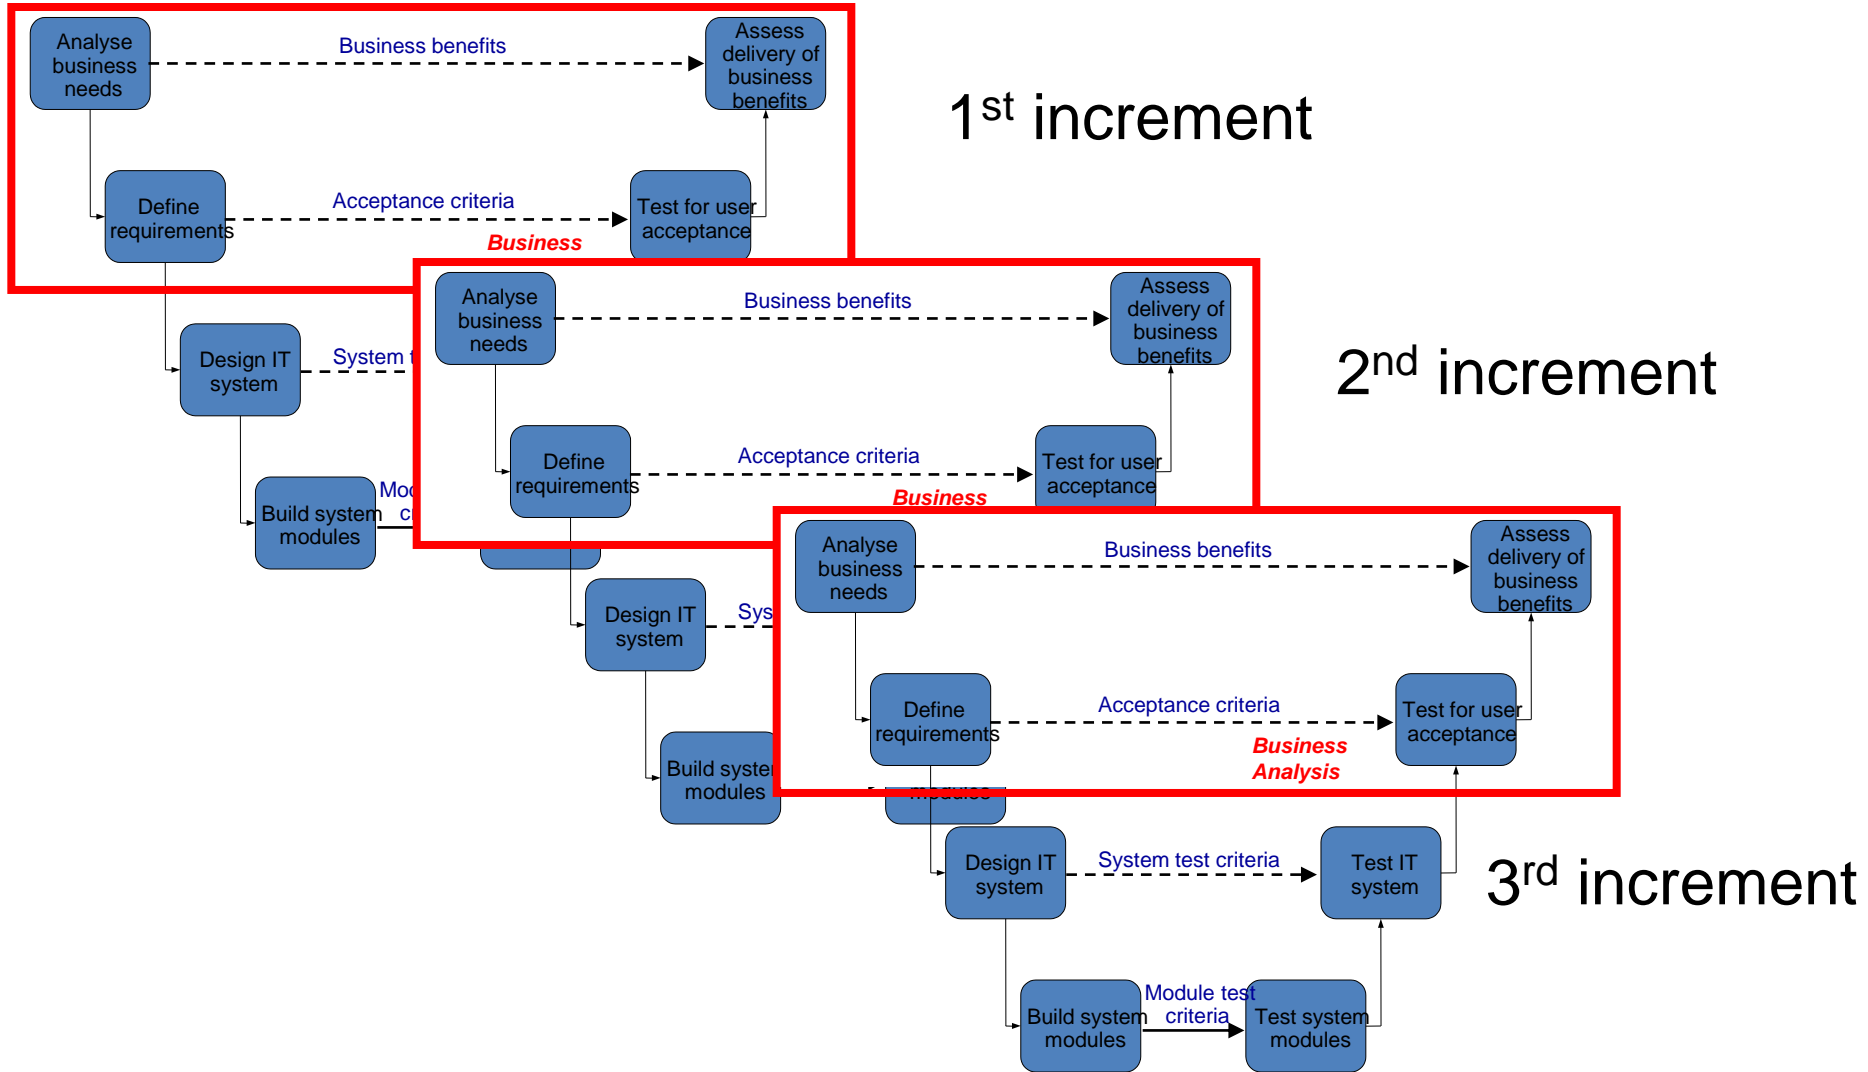 Analyse
business
needs
Business benefits
Assess
delivery of
business
benefits
1st increment
Define
requirements
Acceptance criteria
Test for user
acceptance
Business
Design IT
system
System
Build system
modules
Analyse
business
needs
Business benefits
Assess
delivery of
business
benefits
2nd increment
Define
requirements
Acceptance criteria
Test for user
acceptance
Business
Design IT
system
Build system
modules
modules
Analyse
business
needs
Business benefits
Assess
delivery of
business
benefits
Define
requirements
Acceptance criteria
Test for user
acceptance
Business
Analysis
Design IT
system
System test criteria
Test IT
system
3rd increment
Build system
modules
Module test
criteria
Test system
modules